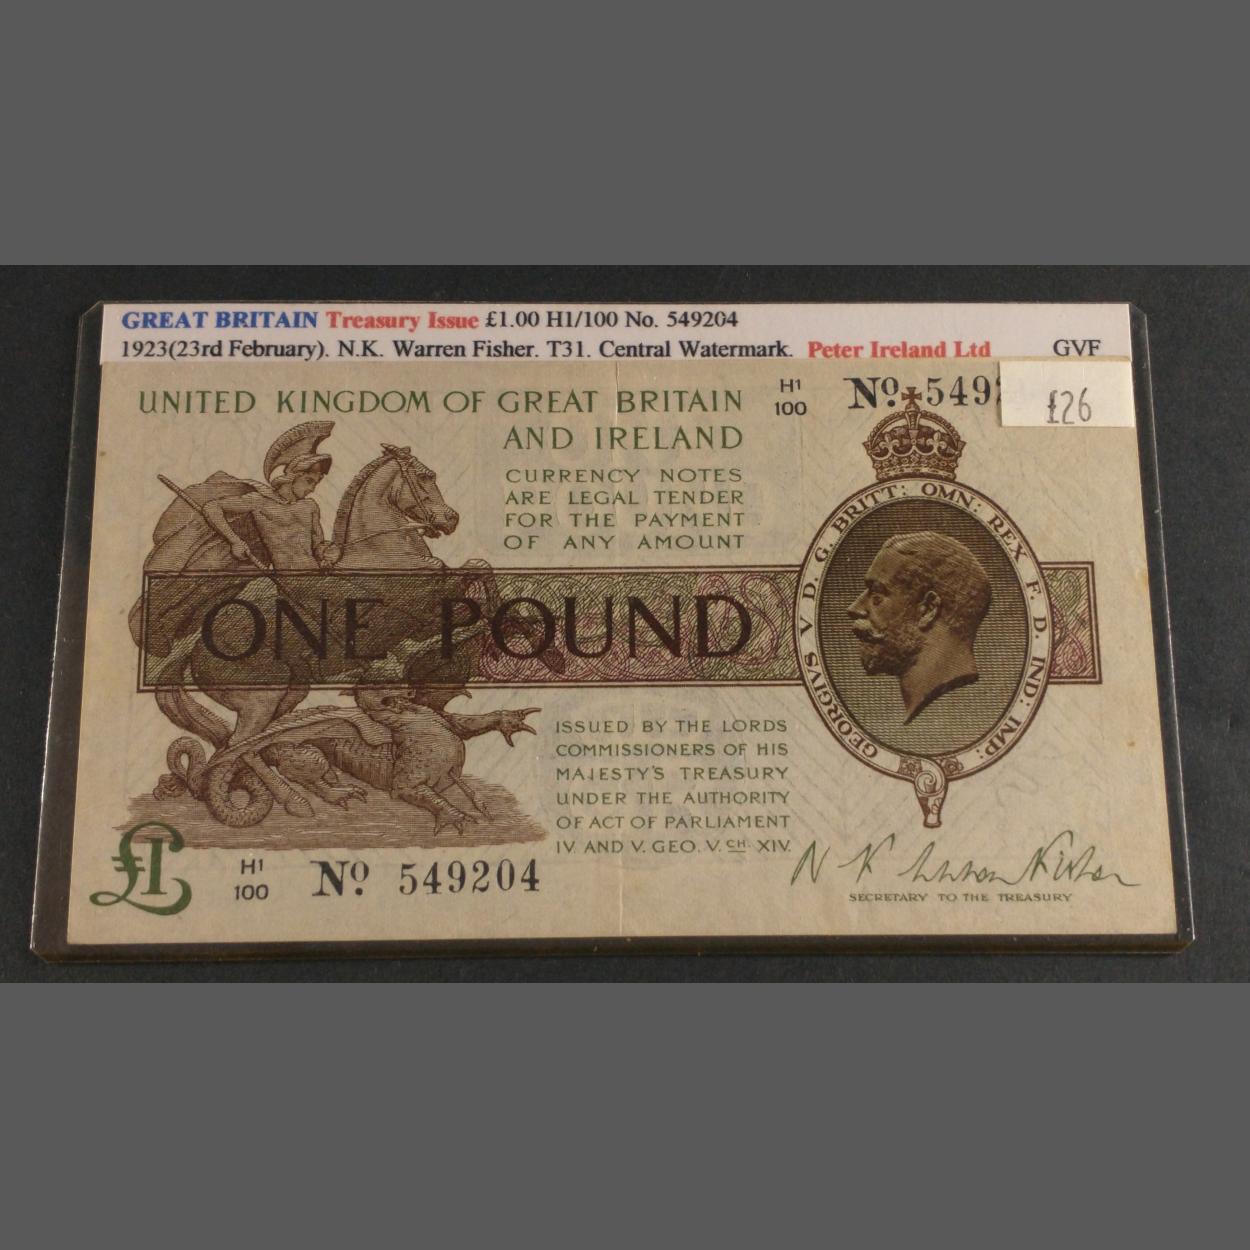 GREAT BRITAIN Treasury Issue £1.00 H1/100 No. 549204
1923(23rd February). N.K. Warren Fisher. T31. Central Watermark. Peter Ireland Ltd GVF
£26
UNITED KINGDOM OF GREAT BRITAIN
AND IRELAND
H1
100
No. 549
CURRENCY NOTES
ARE LEGAL TENDER
FOR THE PAYMENT
OF ANY AMOUNT
ONE POUND
GEORGIVS V D. G. BRITT: OMN: REX F. D. IND: IMP:
ISSUED BY THE LORDS
COMMISSIONERS OF HIS
MAJESTY'S TREASURY
UNDER THE AUTHORITY
OF ACT OF PARLIAMENT
IV. AND V. GEO. V. CH. XIV.
£1
H1
100
No. 549204
N K Warren Fisher
SECRETARY TO THE TREASURY